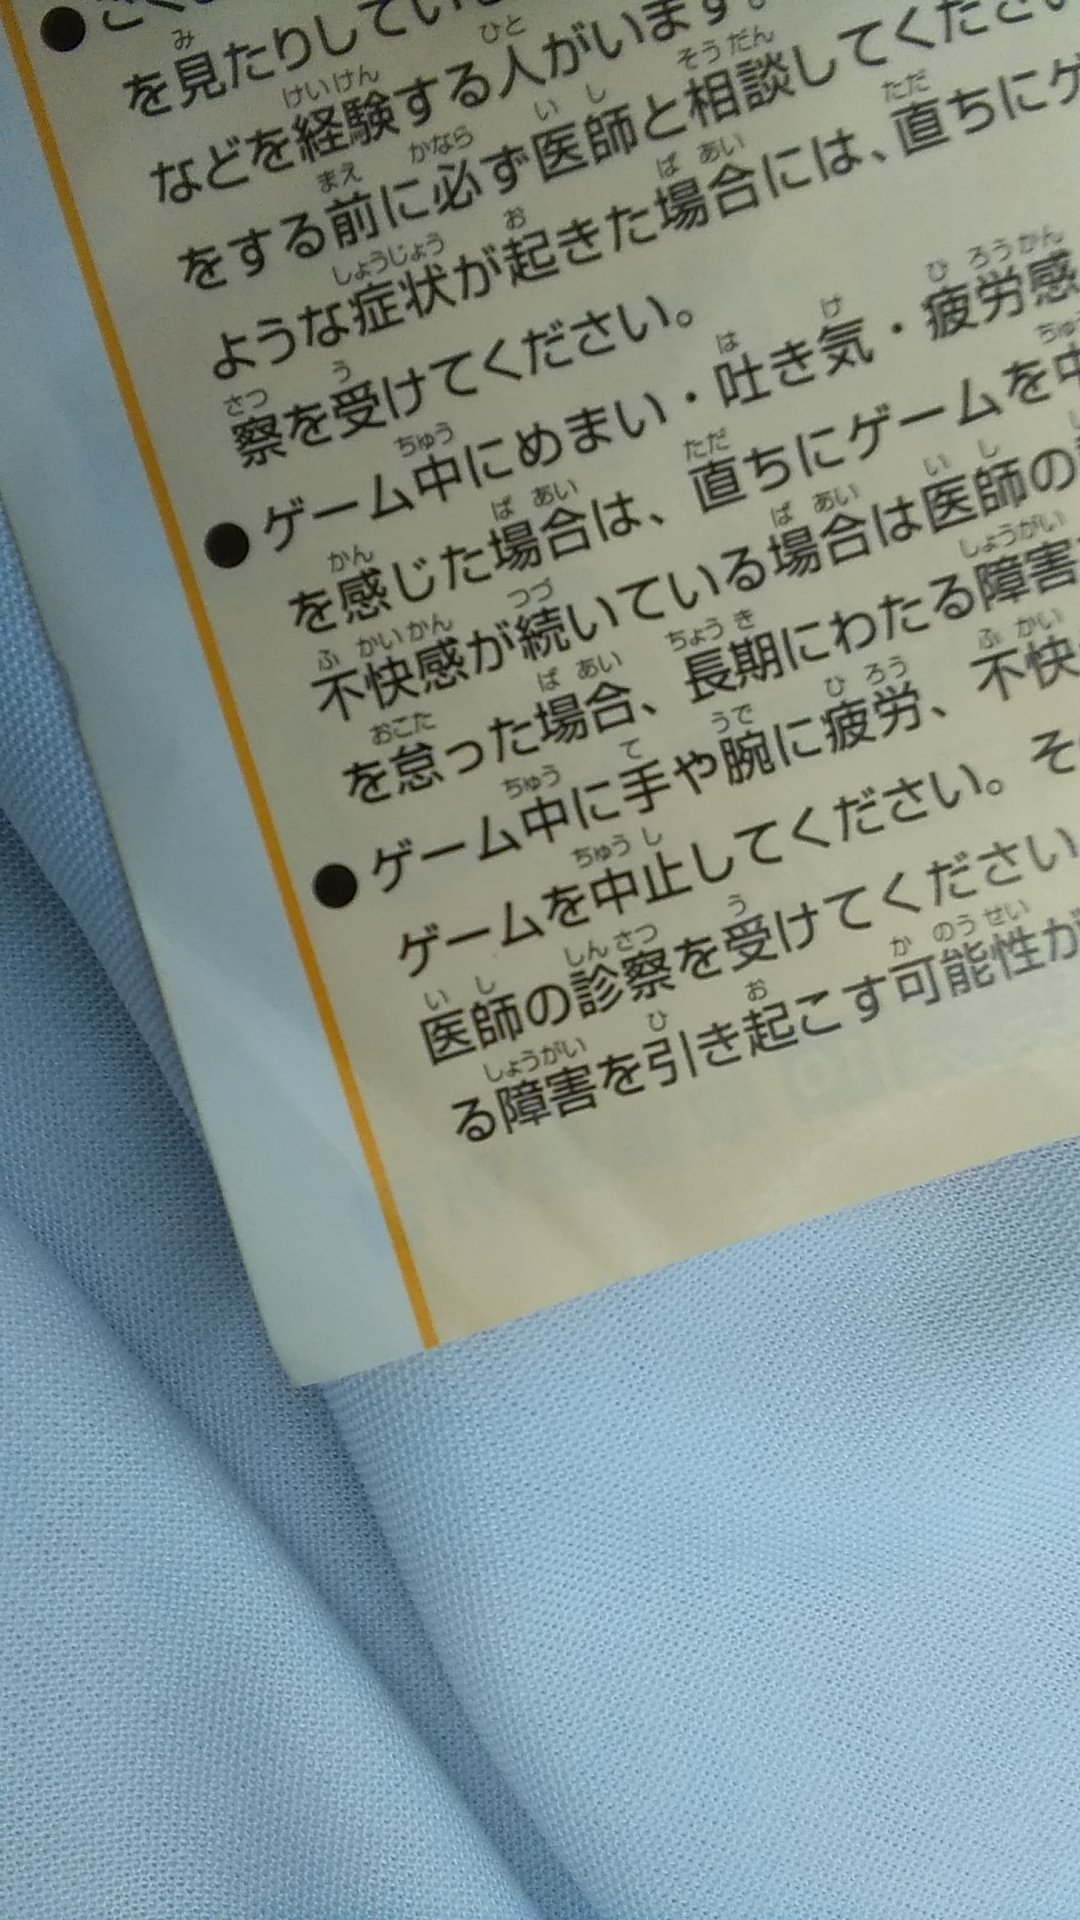 を見たりしてい
などを経験する人がいます。
をする前に必ず医師と相談してください
ような症状が起きた場合には、直ちにゲ
察を受けてください。
●ゲーム中にめまい・吐き気・疲労感
を感じた場合は、直ちにゲームを中
不快感が続いている場合は医師の
を怠った場合、長期にわたる障害
●ゲーム中に手や腕に疲労、不快
ゲームを中止してください。そ
医師の診察を受けてください
る障害を引き起こす可能性が